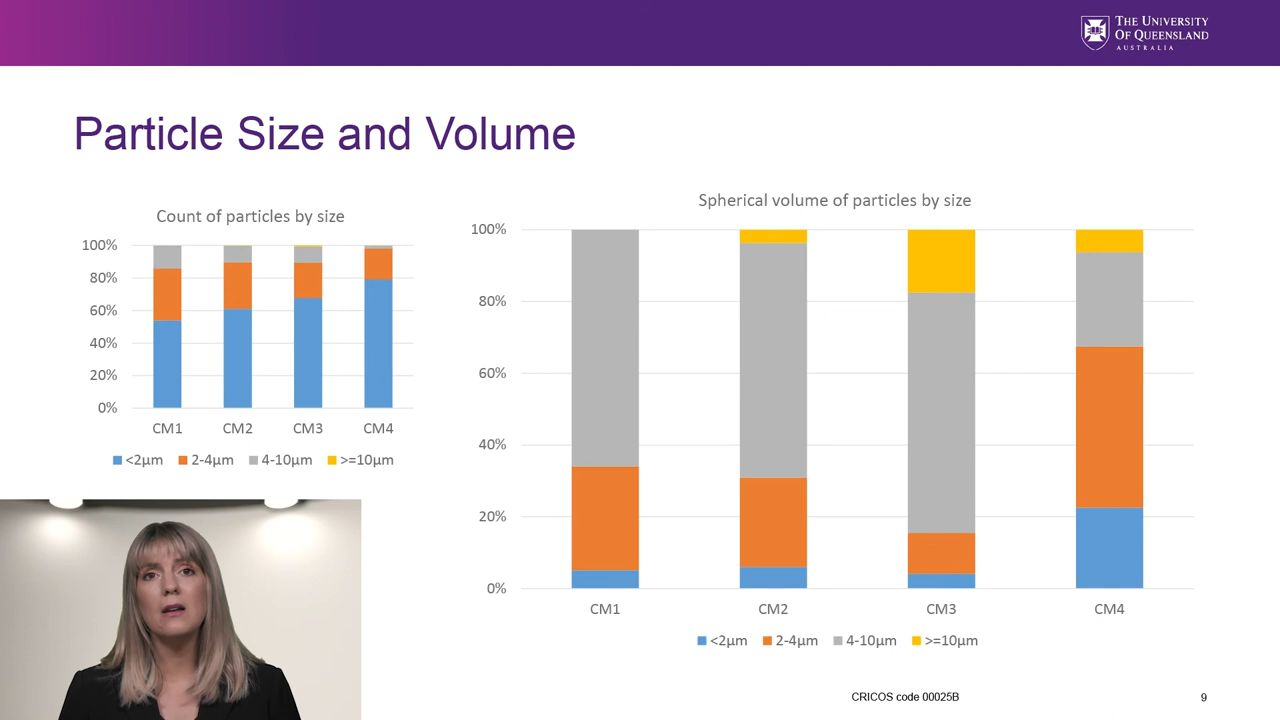 THE UNIVERSITY
OF QUEENSLAND
AUSTRALIA
Particle Size and Volume
Count of particles by size
100%
80%
60%
40%
20%
0%
CM1 CM2 CM3 CM4
<2µm 2-4µm 4-10µm >=10µm
Spherical volume of particles by size
100%
80%
60%
40%
20%
0%
CM1 CM2 CM3 CM4
<2µm 2-4µm 4-10µm >=10µm
CRICOS code 00025B
9